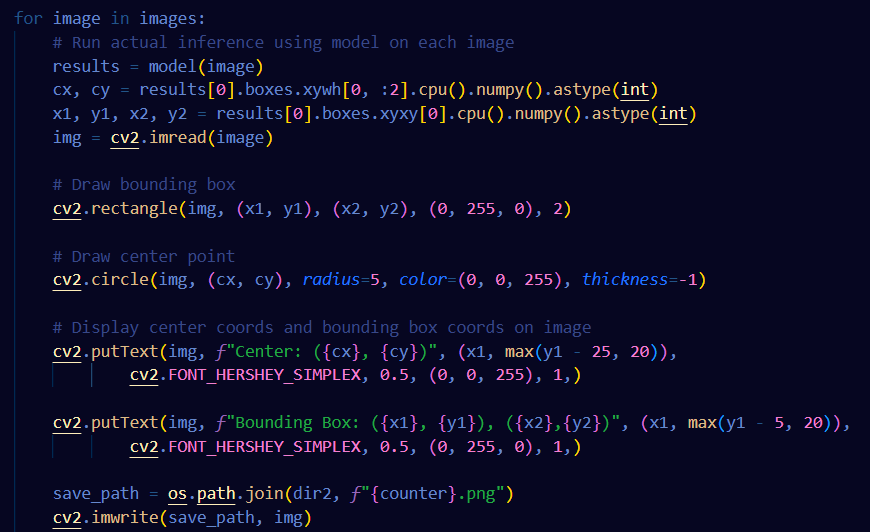 for image in images:
    # Run actual inference using model on each image
    results = model(image)
    cx, cy = results[0].boxes.xywh[0, :2].cpu().numpy().astype(int)
    x1, y1, x2, y2 = results[0].boxes.xyxy[0].cpu().numpy().astype(int)
    img = cv2.imread(image)

    # Draw bounding box
    cv2.rectangle(img, (x1, y1), (x2, y2), (0, 255, 0), 2)

    # Draw center point
    cv2.circle(img, (cx, cy), radius=5, color=(0, 0, 255), thickness=-1)

    # Display center coords and bounding box coords on image
    cv2.putText(img, f"Center: ({cx}, {cy})", (x1, max(y1 - 25, 20)),
            cv2.FONT_HERSHEY_SIMPLEX, 0.5, (0, 0, 255), 1,)

    cv2.putText(img, f"Bounding Box: ({x1}, {y1}), ({x2},{y2})", (x1, max(y1 - 5, 20)),
            cv2.FONT_HERSHEY_SIMPLEX, 0.5, (0, 255, 0), 1,)

    save_path = os.path.join(dir2, f"{counter}.png")
    cv2.imwrite(save_path, img)